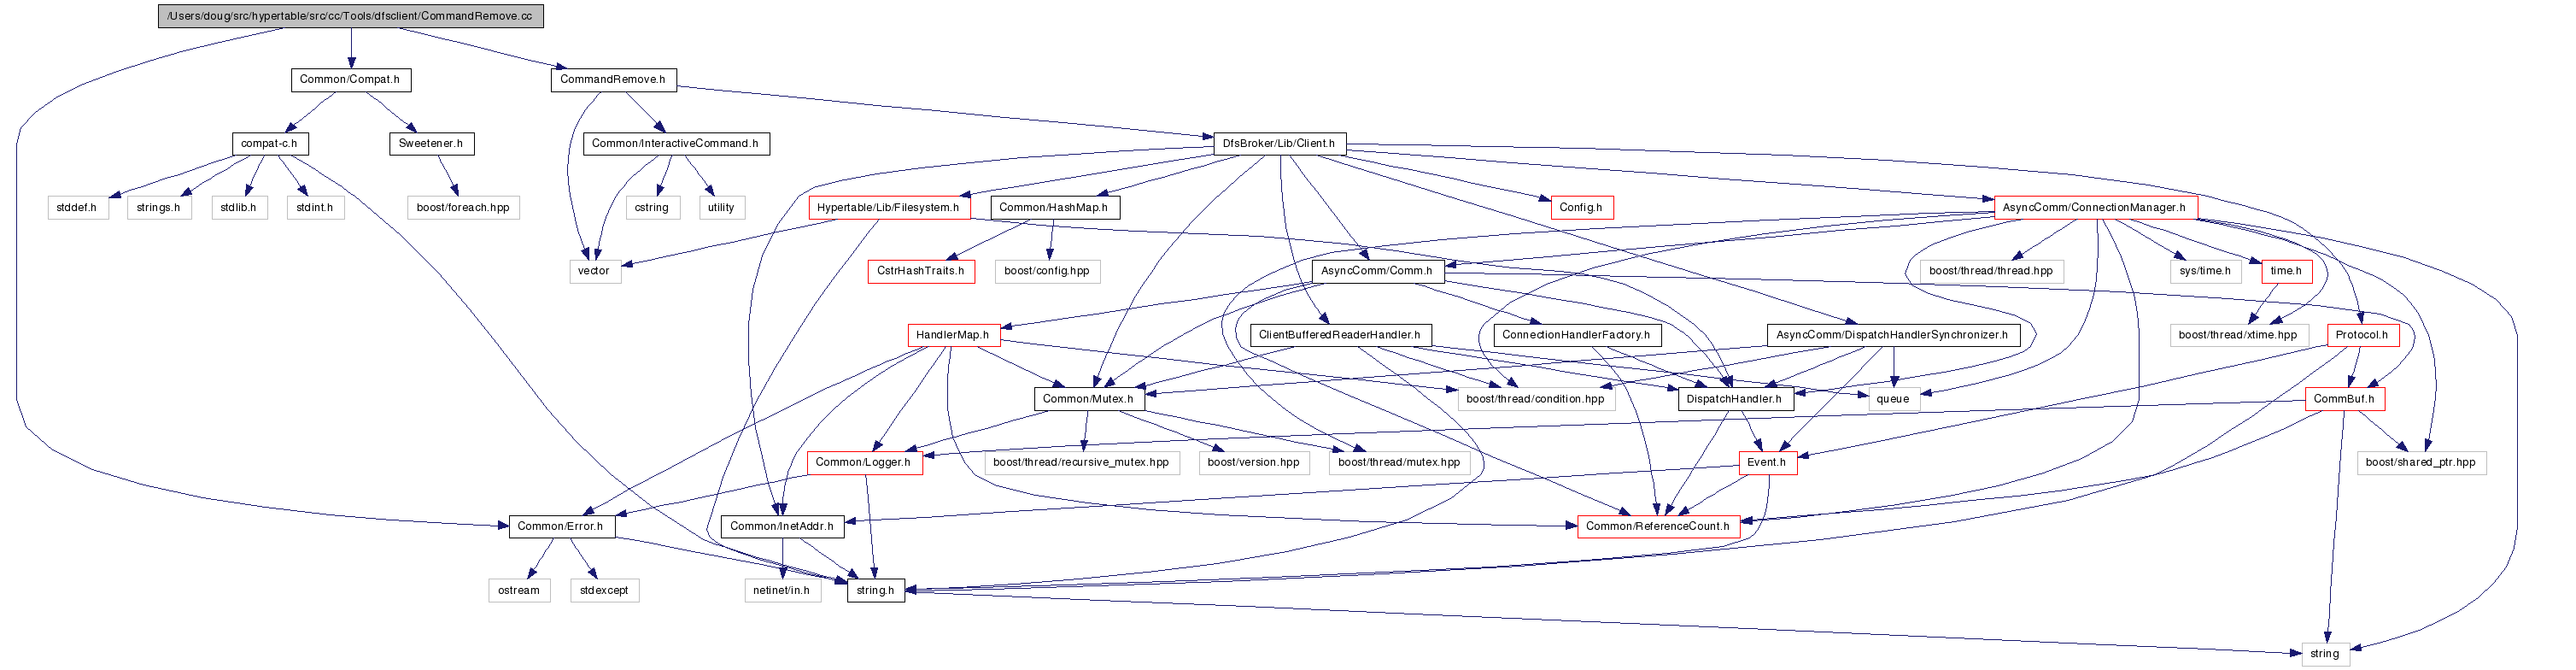 /Users/doug/src/hypertable/src/cc/Tools/dfsclient/CommandRemove.cc
Common/Compat.h
CommandRemove.h
compat-c.h
Sweetener.h
Common/InteractiveCommand.h
DfsBroker/Lib/Client.h
stddef.h
strings.h
stdlib.h
stdint.h
boost/foreach.hpp
cstring
utility
Hypertable/Lib/Filesystem.h
Common/HashMap.h
Config.h
AsyncComm/ConnectionManager.h
vector
CstrHashTraits.h
boost/config.hpp
AsyncComm/Comm.h
boost/thread/thread.hpp
sys/time.h
time.h
HandlerMap.h
ClientBufferedReaderHandler.h
ConnectionHandlerFactory.h
AsyncComm/DispatchHandlerSynchronizer.h
boost/thread/xtime.hpp
Protocol.h
Common/Mutex.h
boost/thread/condition.hpp
DispatchHandler.h
queue
CommBuf.h
Common/Logger.h
boost/thread/recursive_mutex.hpp
boost/version.hpp
boost/thread/mutex.hpp
Event.h
boost/shared_ptr.hpp
Common/Error.h
Common/InetAddr.h
Common/ReferenceCount.h
ostream
stdexcept
netinet/in.h
string.h
string